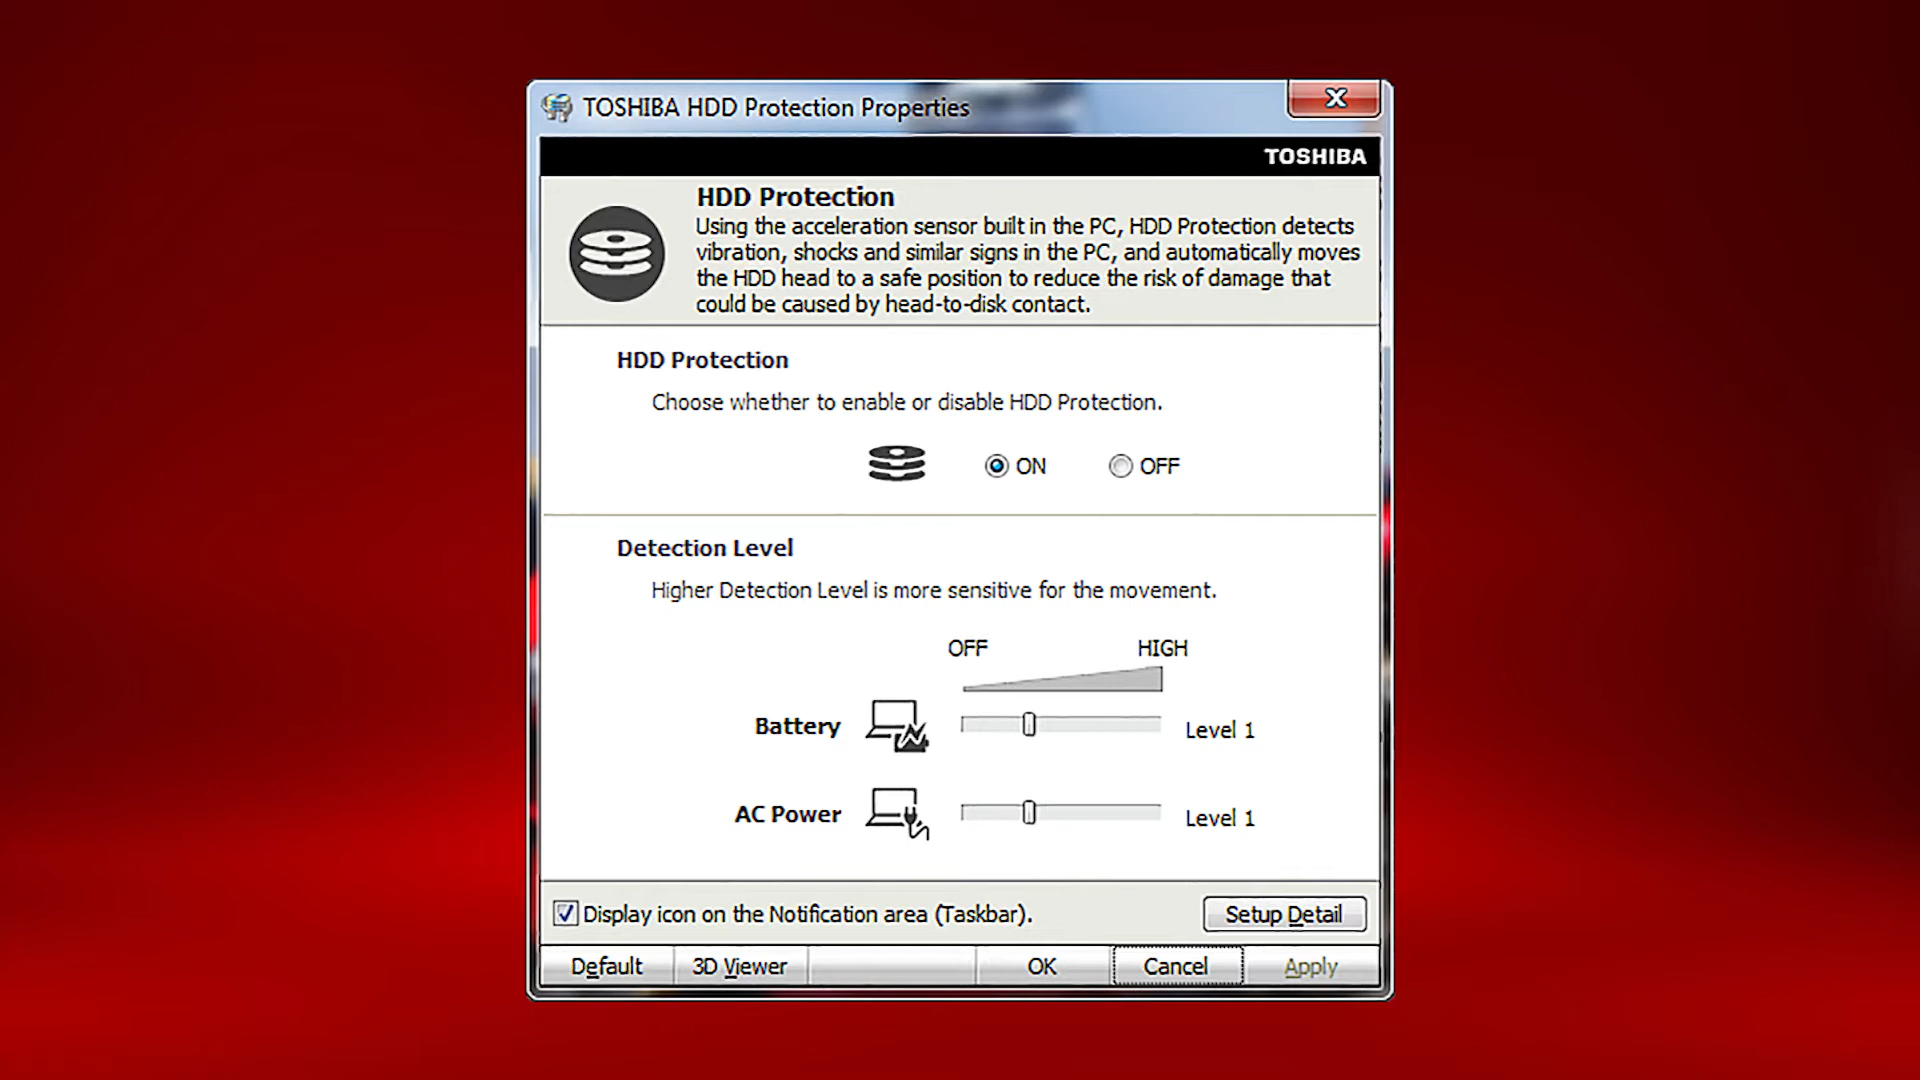 TOSHIBA HDD Protection Properties
TOSHIBA
HDD Protection
Using the acceleration sensor built in the PC, HDD Protection detects
vibration, shocks and similar signs in the PC, and automatically moves
the HDD head to a safe position to reduce the risk of damage that
could be caused by head-to-disk contact.
HDD Protection
Choose whether to enable or disable HDD Protection.
ON OFF
Detection Level
Higher Detection Level is more sensitive for the movement.
OFF HIGH
Battery Level 1
AC Power Level 1
Display icon on the Notification area (Taskbar). Setup Detail
Default 3D Viewer OK Cancel Apply